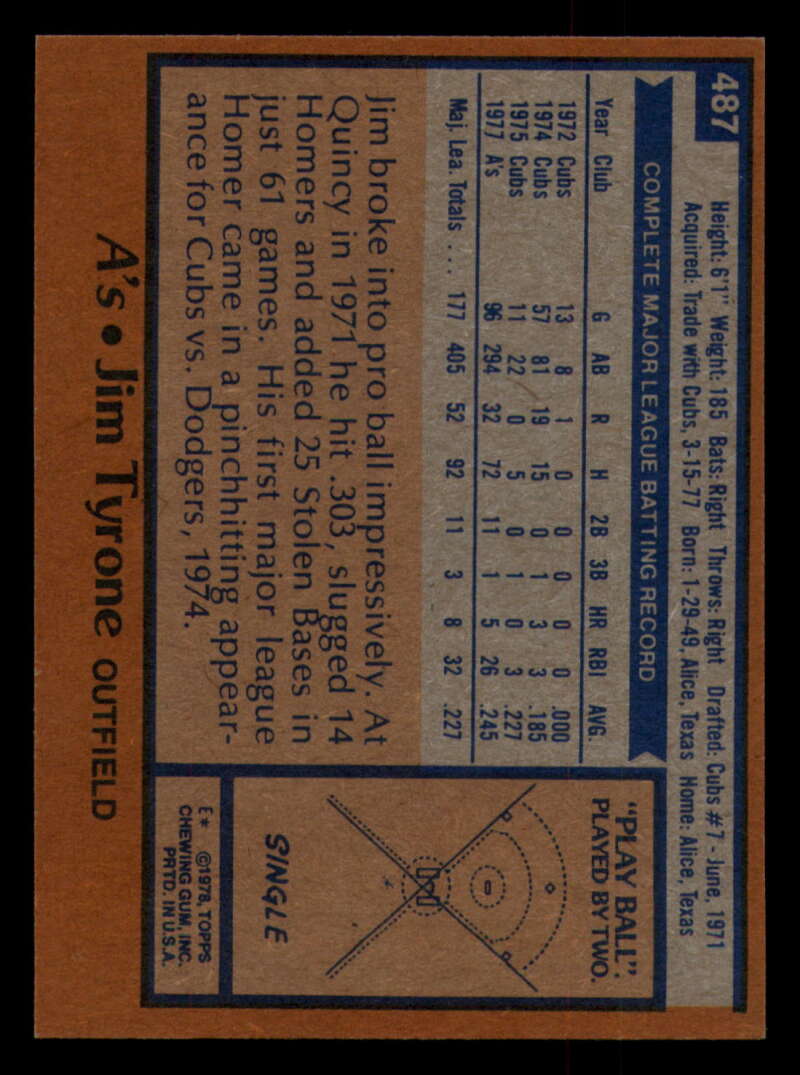 487
Height: 6'1" Weight: 185 Bats: Right Throws: Right Drafted: Cubs #7 - June, 1971
Acquired: Trade with Cubs, 3-15-77 Born: 1-29-49, Alice, Texas Home: Alice, Texas
COMPLETE MAJOR LEAGUE BATTING RECORD
Year Club G AB R H 2B 3B HR RBI AVG.
1972 Cubs 13 8 1 0 0 0 0 0 .000
1974 Cubs 57 81 19 15 0 1 3 3 .185
1975 Cubs 11 22 0 5 0 1 0 3 .227
1977 A's 96 294 32 72 11 1 5 26 .245
Maj. Lea. Totals ... 177 405 52 92 11 3 8 32 .227
Jim broke into pro ball impressively. At
Quincy in 1971 he hit .303, slugged 14
Homers and added 25 Stolen Bases in
just 61 games. His first major league
Homer came in a pinchhitting appear-
ance for Cubs vs. Dodgers, 1974.
"PLAY BALL":
PLAYED BY TWO.
SINGLE
E* ©1978, TOPPS
CHEWING GUM, INC.
PRTD. IN U.S.A.
A's • Jim Tyrone OUTFIELD